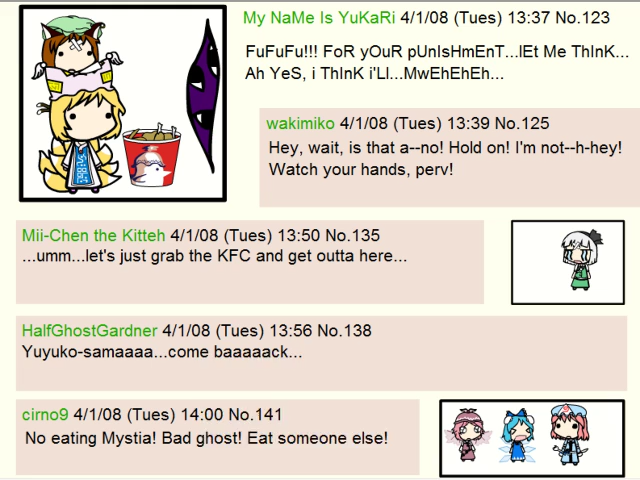 My NaMe Is YuKaRi 4/1/08 (Tues) 13:37 No.123
FuFuFu!!! FoR yOuR pUnIsHmEnT...lEt Me ThInK...
Ah YeS, i ThInK i'Ll...MwEhEhEh...
wakimiko 4/1/08 (Tues) 13:39 No.125
Hey, wait, is that a--no! Hold on! I'm not--h-hey!
Watch your hands, perv!
Mii-Chen the Kitteh 4/1/08 (Tues) 13:50 No.135
...umm...let's just grab the KFC and get outta here...
HalfGhostGardner 4/1/08 (Tues) 13:56 No.138
Yuyuko-samaaaa...come baaaaack...
cirno9 4/1/08 (Tues) 14:00 No.141
No eating Mystia! Bad ghost! Eat someone else!